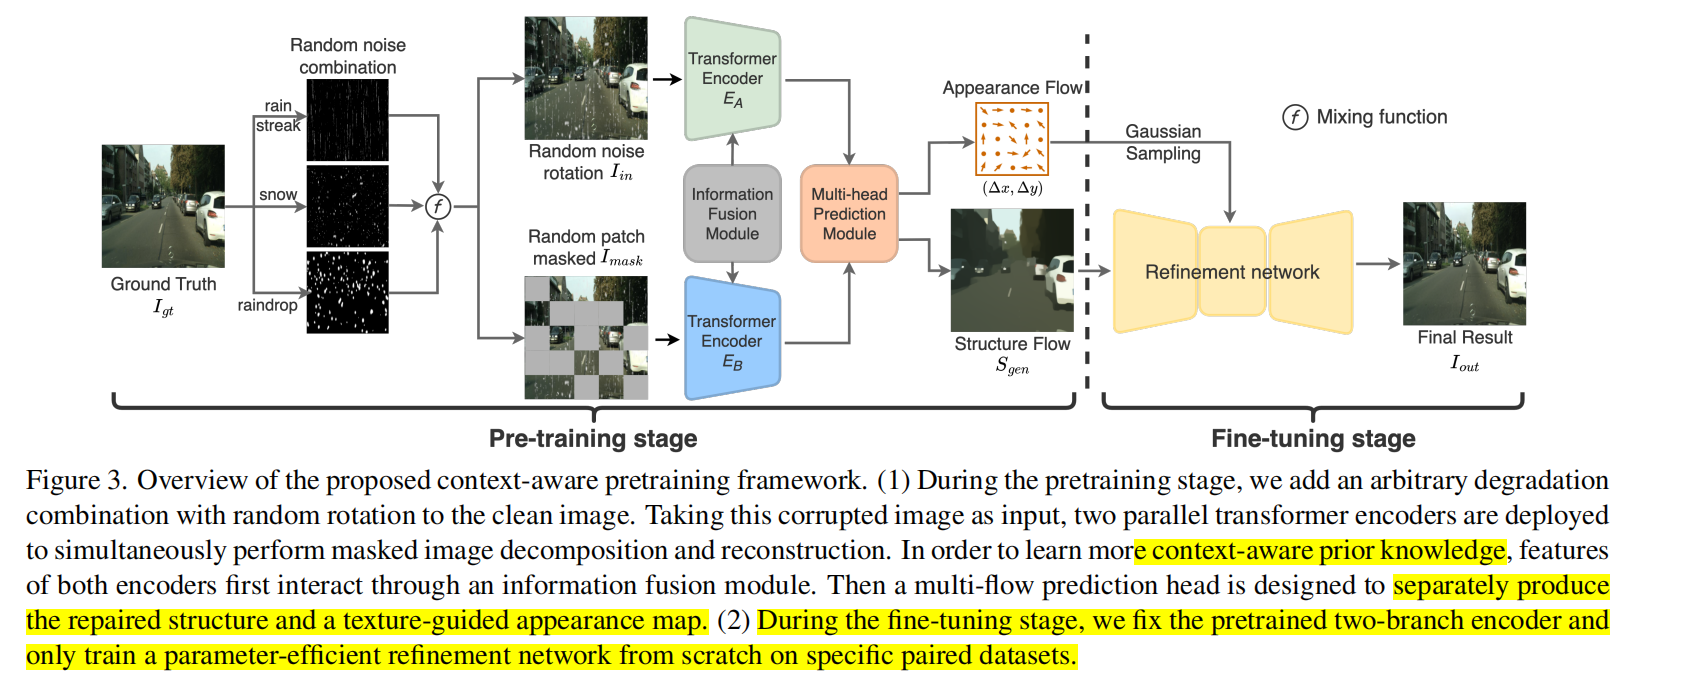 Random noise
combination
rain
streak
snow
raindrop
Ground Truth
I_gt
f
Random noise
rotation I_in
Random patch
masked I_mask
Transformer
Encoder
E_A
Information
Fusion
Module
Transformer
Encoder
E_B
Multi-head
Prediction
Module
Appearance Flow
(Δx, Δy)
Structure Flow
S_gen
Gaussian
Sampling
f Mixing function
Refinement network
Final Result
I_out
Pre-training stage
Fine-tuning stage
Figure 3. Overview of the proposed context-aware pretraining framework. (1) During the pretraining stage, we add an arbitrary degradation
combination with random rotation to the clean image. Taking this corrupted image as input, two parallel transformer encoders are deployed
to simultaneously perform masked image decomposition and reconstruction. In order to learn more context-aware prior knowledge, features
of both encoders first interact through an information fusion module. Then a multi-flow prediction head is designed to separately produce
the repaired structure and a texture-guided appearance map. (2) During the fine-tuning stage, we fix the pretrained two-branch encoder and
only train a parameter-efficient refinement network from scratch on specific paired datasets.